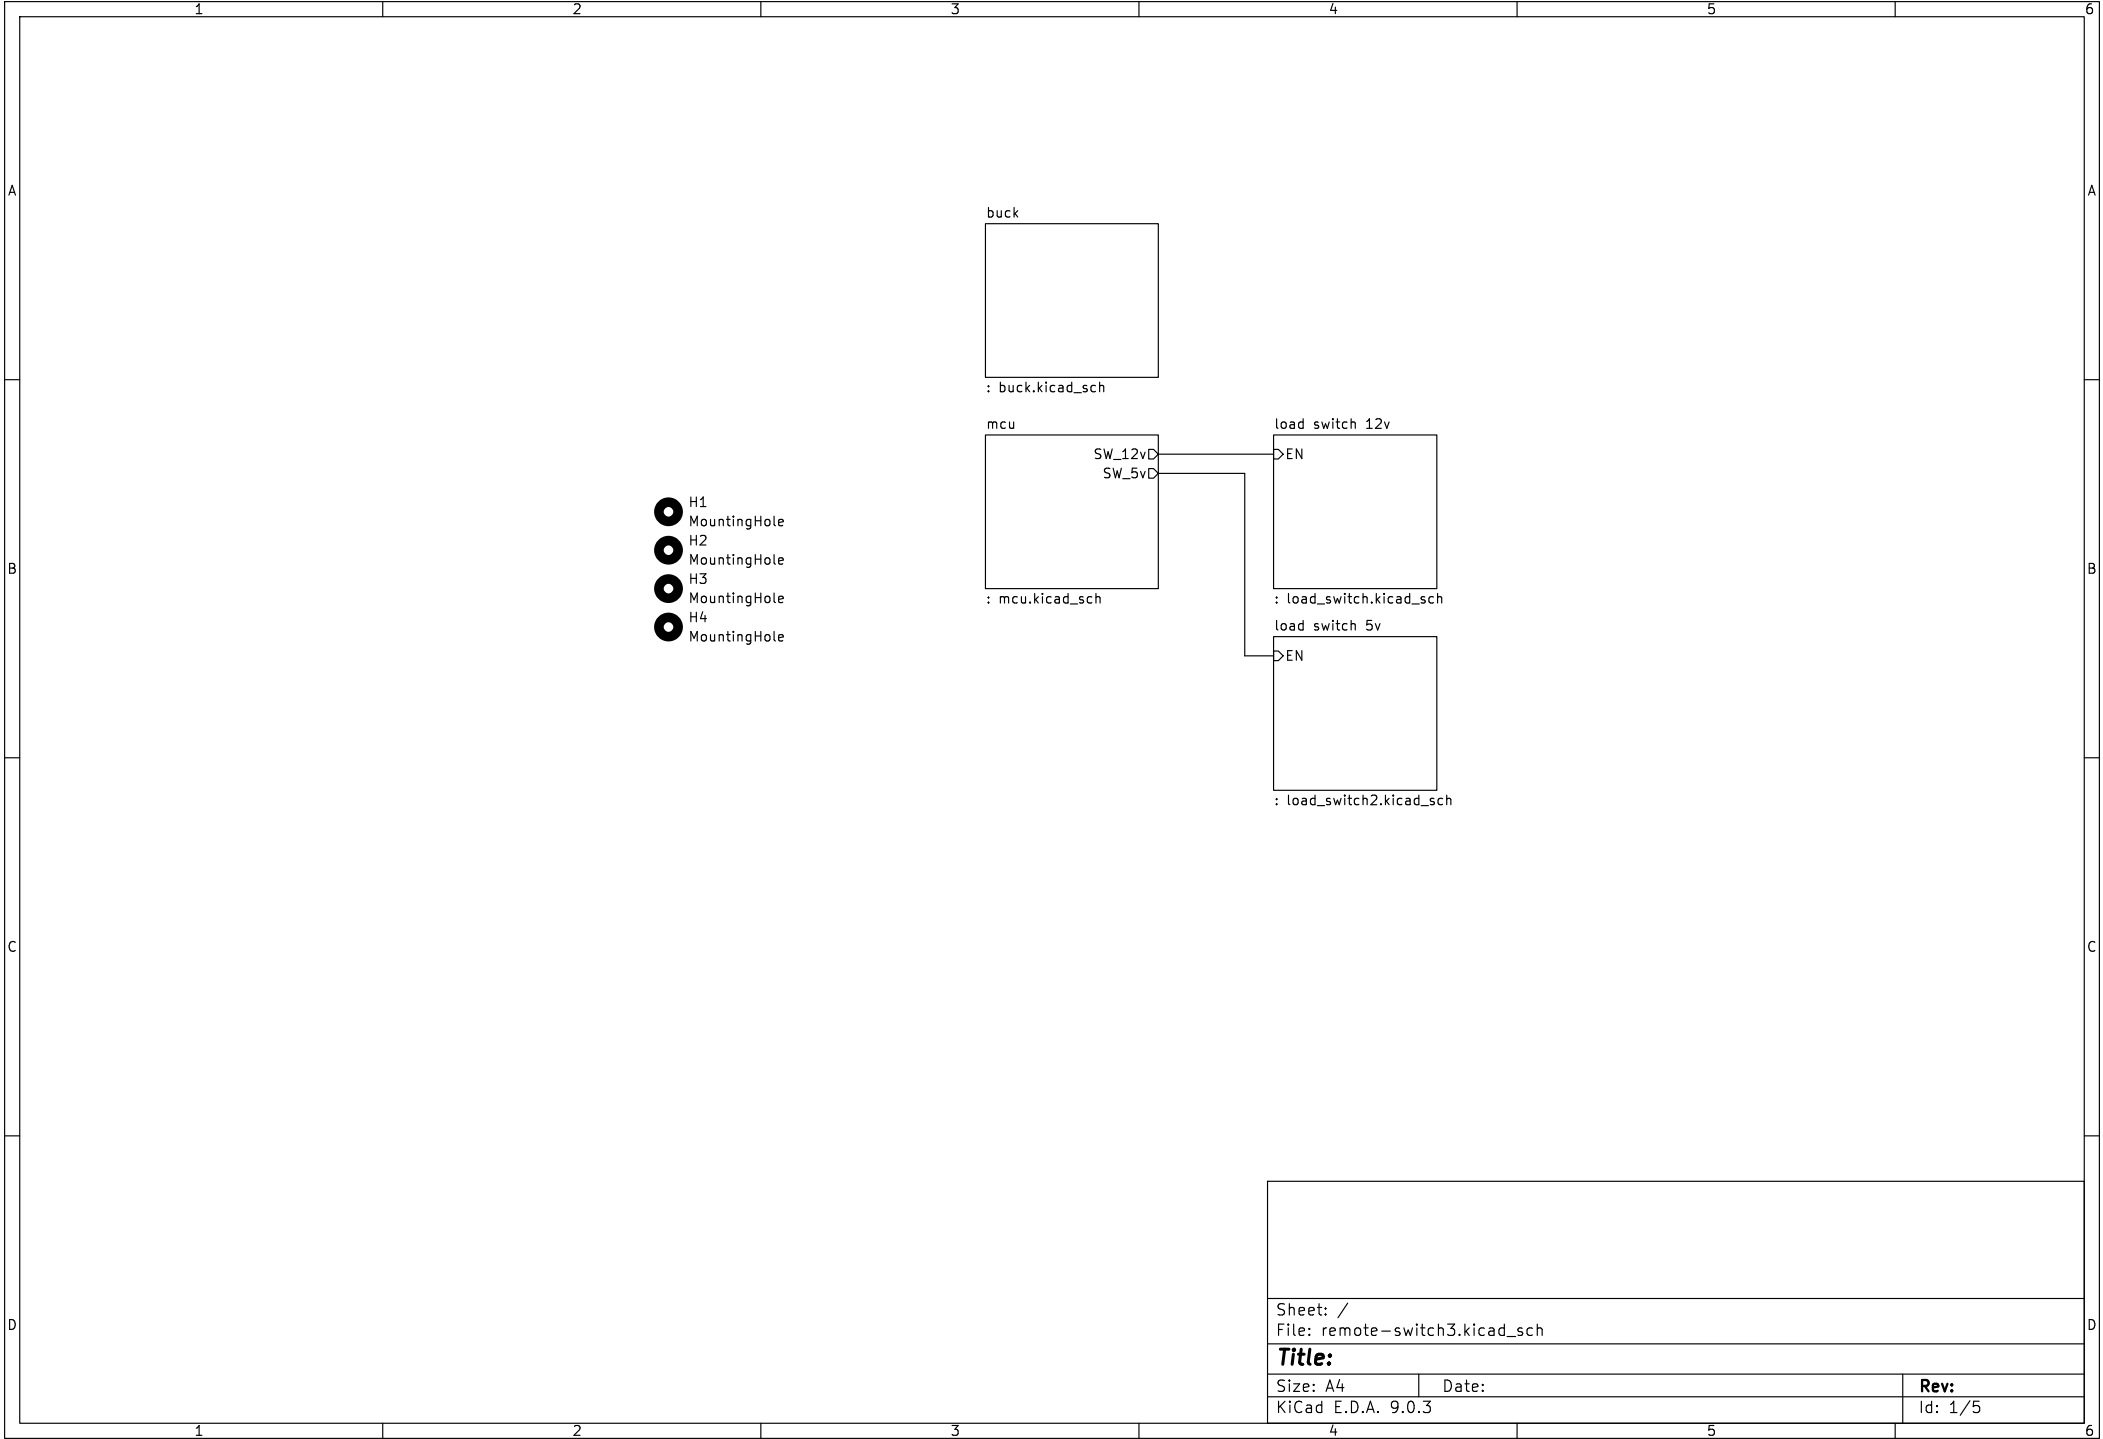 1 2 3 4 5 6
A A
buck
: buck.kicad_sch
mcu
SW_12v
SW_5v
: mcu.kicad_sch
load switch 12v
EN
: load_switch.kicad_sch
load switch 5v
EN
: load_switch2.kicad_sch
H1
MountingHole
H2
MountingHole
H3
MountingHole
H4
MountingHole
B B
C C
D D
Sheet: /
File: remote-switch3.kicad_sch
Title:
Size: A4 Date: Rev:
KiCad E.D.A. 9.0.3 Id: 1/5
1 2 3 4 5 6